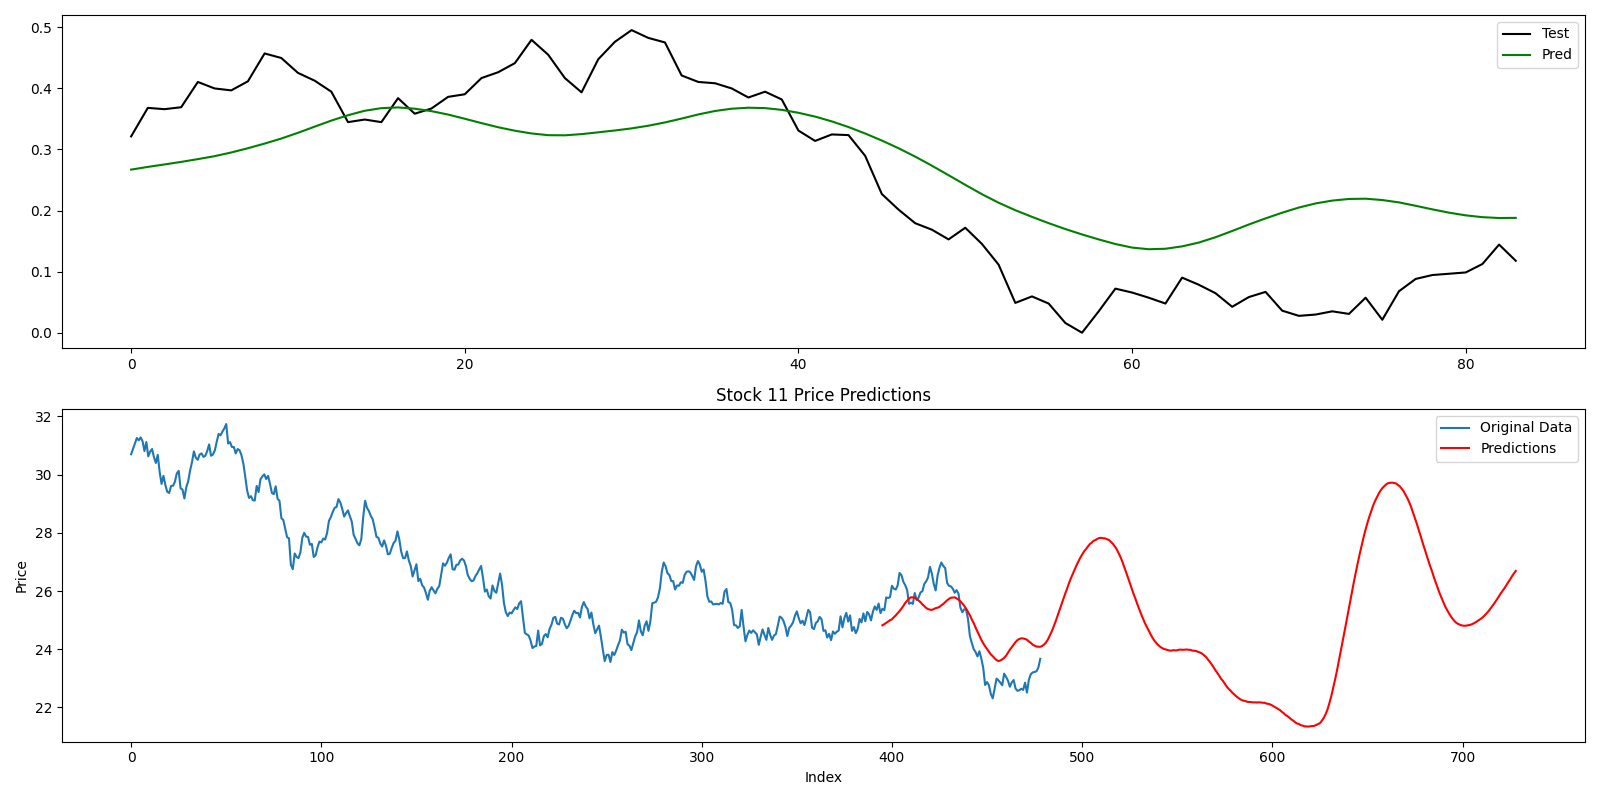 0.5
0.4
0.3
0.2
0.1
0.0
Test
Pred
0 20 40 60 80
Stock 11 Price Predictions
32
30
28
26
24
22
Price
Original Data
Predictions
0 100 200 300 400 500 600 700
Index